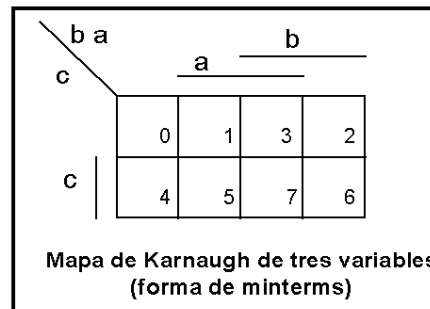 b a
b
a
c
0 1 3 2
c
4 5 7 6
Mapa de Karnaugh de tres variables
(forma de minterms)